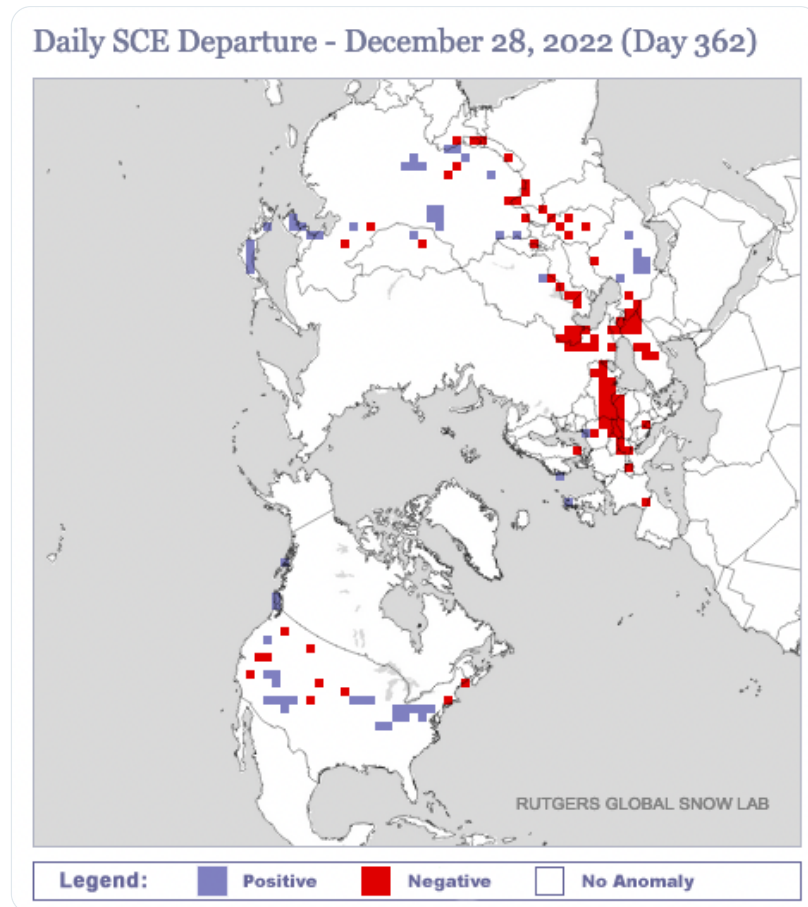 Daily SCE Departure - December 28, 2022 (Day 362)
RUTGERS GLOBAL SNOW LAB
Legend: Positive Negative No Anomaly